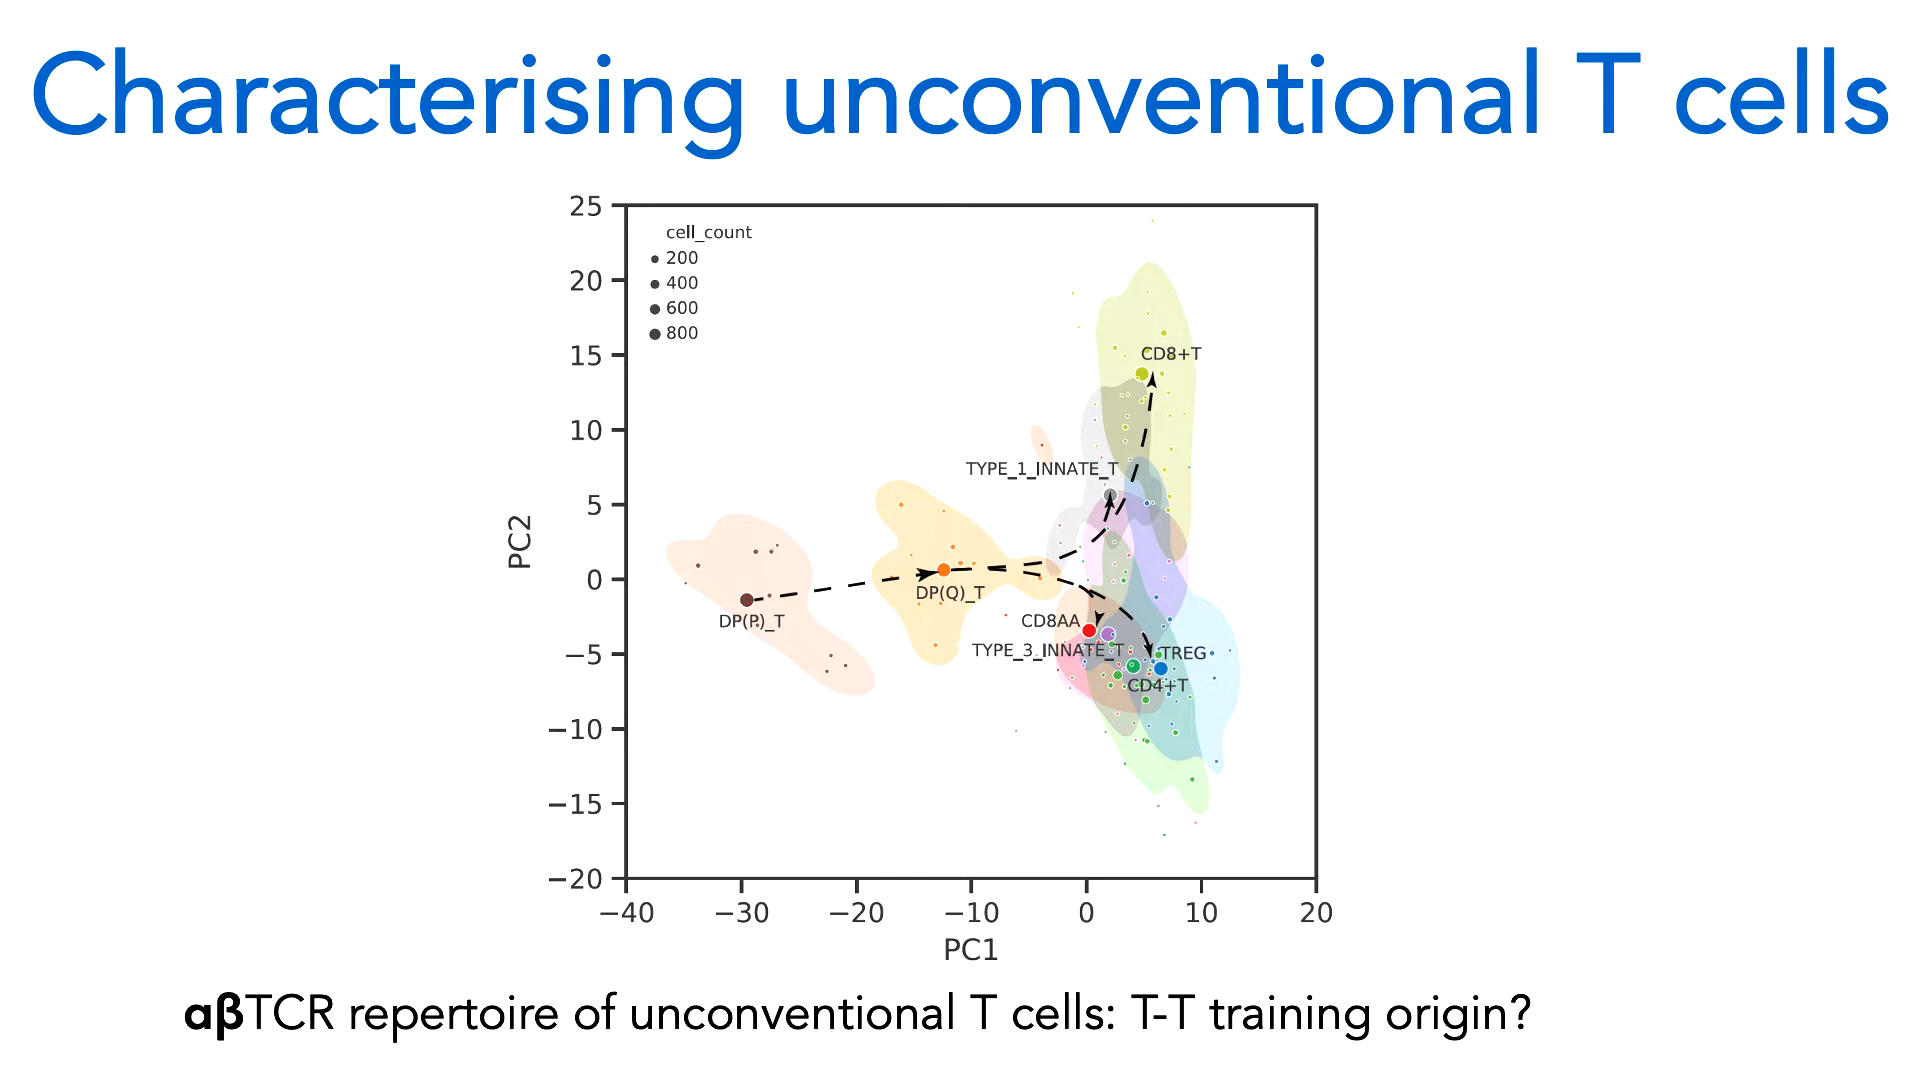 Characterising unconventional T cells
25
20
15
10
5
0
−5
−10
−15
−20
PC2
cell_count
200
400
600
800
CD8+T
TYPE_1_INNATE_T
DP(Q)_T
DP(P)_T
CD8AA
TYPE_3_INNATE_T
TREG
CD4+T
−40 −30 −20 −10 0 10 20
PC1
αβTCR repertoire of unconventional T cells: T-T training origin?